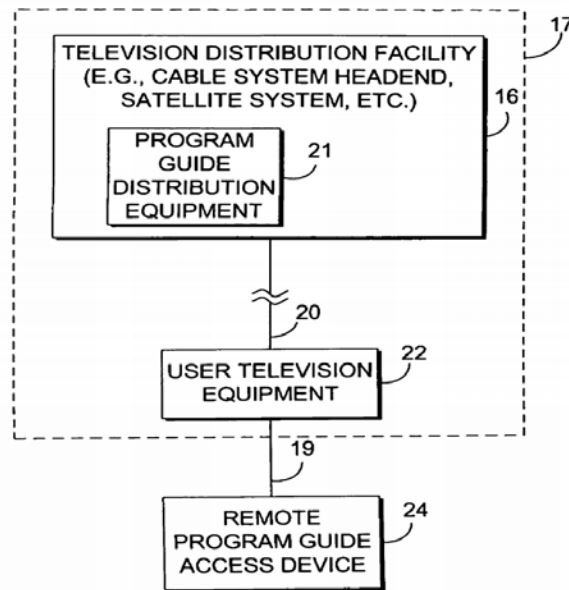 17
TELEVISION DISTRIBUTION FACILITY
(E.G., CABLE SYSTEM HEADEND,
SATELLITE SYSTEM, ETC.)
16
PROGRAM
GUIDE
DISTRIBUTION
EQUIPMENT
21
20
USER TELEVISION
EQUIPMENT
22
19
REMOTE
PROGRAM GUIDE
ACCESS DEVICE
24